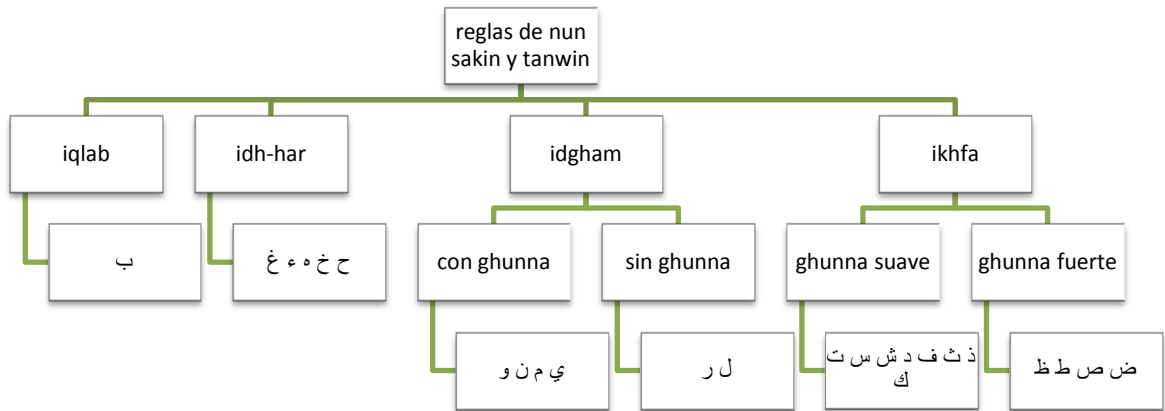 reglas de nun
sakin y tanwin
iqlab
idh-har
idgham
ikhfa
ب
ح خ ه ء غ
con ghunna
sin ghunna
ghunna suave
ghunna fuerte
ي م ن و
ل ر
ذ ث ف د ش س ت
ك
ض ص ط ظ